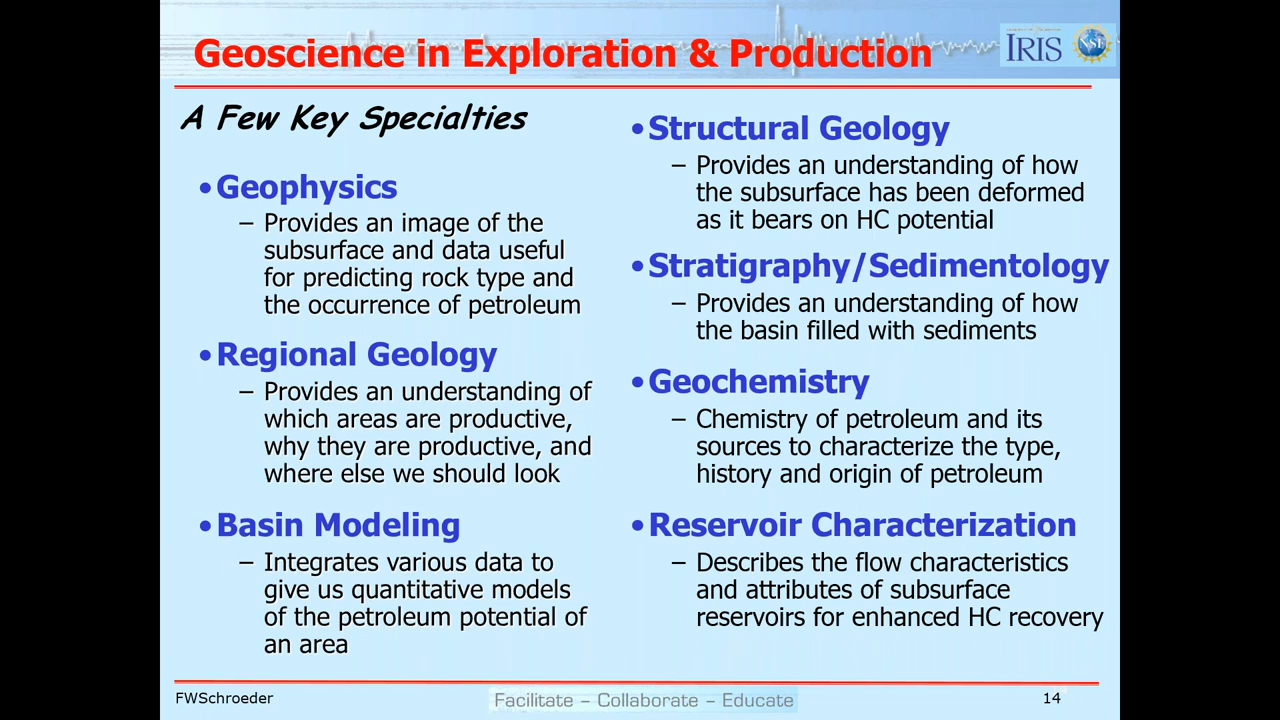 Geoscience in Exploration & Production
IRIS
NSF
A Few Key Specialties
•Geophysics
– Provides an image of the
subsurface and data useful
for predicting rock type and
the occurrence of petroleum
•Regional Geology
– Provides an understanding of
which areas are productive,
why they are productive, and
where else we should look
•Basin Modeling
– Integrates various data to
give us quantitative models
of the petroleum potential of
an area
•Structural Geology
– Provides an understanding of how
the subsurface has been deformed
as it bears on HC potential
•Stratigraphy/Sedimentology
– Provides an understanding of how
the basin filled with sediments
•Geochemistry
– Chemistry of petroleum and its
sources to characterize the type,
history and origin of petroleum
•Reservoir Characterization
– Describes the flow characteristics
and attributes of subsurface
reservoirs for enhanced HC recovery
FWSchroeder
Facilitate – Collaborate – Educate
14